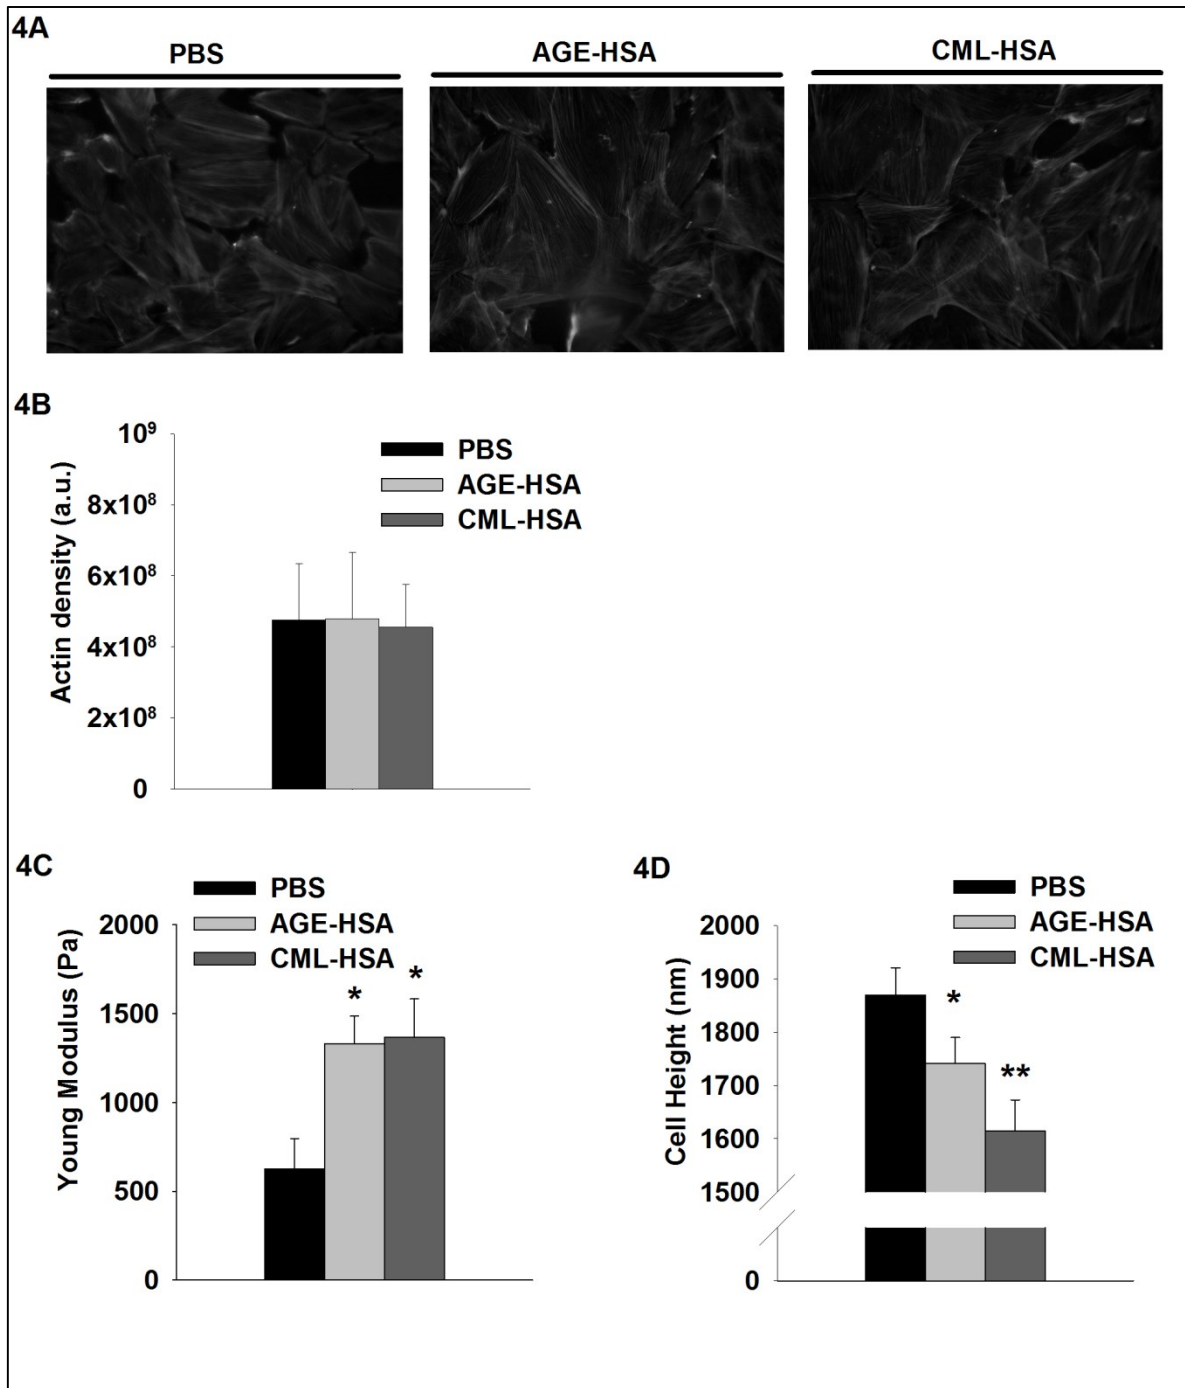 4A
PBS AGE-HSA CML-HSA
4B
10⁹
8x10⁸
6x10⁸
4x10⁸
2x10⁸
0
Actin density (a.u.)
PBS
AGE-HSA
CML-HSA
4C
PBS
AGE-HSA
CML-HSA
2000
1500
1000
500
0
Young Modulus (Pa)
* *
4D
PBS
AGE-HSA
CML-HSA
2000
1900
1800
1700
1600
1500
0
Cell Height (nm)
*
**